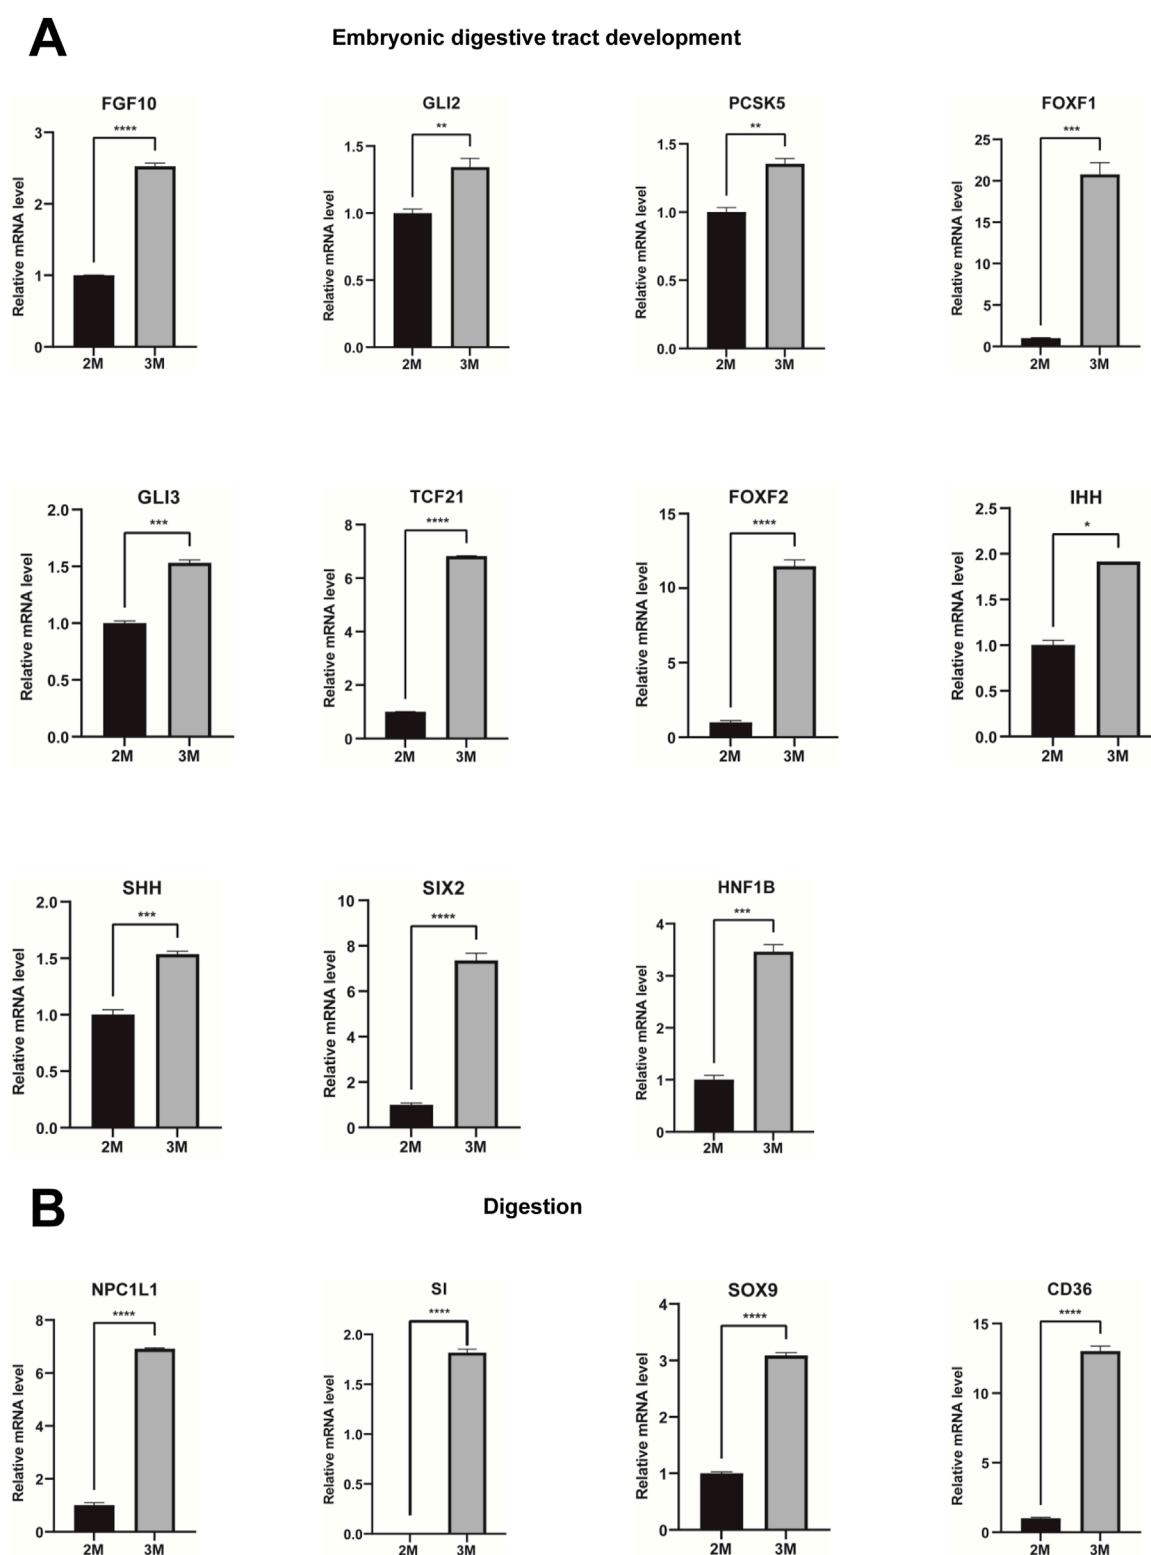 A
Embryonic digestive tract development
FGF10
****
Relative mRNA level
3
2
1
0
2M 3M
GLI2
**
Relative mRNA level
1.5
1.0
0.5
0.0
2M 3M
PCSK5
**
Relative mRNA level
1.5
1.0
0.5
0.0
2M 3M
FOXF1
***
Relative mRNA level
25
20
15
10
5
0
2M 3M
GLI3
***
Relative mRNA level
2.0
1.5
1.0
0.5
0.0
2M 3M
TCF21
****
Relative mRNA level
8
6
4
2
0
2M 3M
FOXF2
****
Relative mRNA level
15
10
5
0
2M 3M
IHH
*
Relative mRNA level
2.5
2.0
1.5
1.0
0.5
0.0
2M 3M
SHH
***
Relative mRNA level
2.0
1.5
1.0
0.5
0.0
2M 3M
SIX2
****
Relative mRNA level
10
8
6
4
2
0
2M 3M
HNF1B
***
Relative mRNA level
4
3
2
1
0
2M 3M
B
Digestion
NPC1L1
****
Relative mRNA level
8
6
4
2
0
2M 3M
SI
****
Relative mRNA level
2.0
1.5
1.0
0.5
0.0
2M 3M
SOX9
****
Relative mRNA level
4
3
2
1
0
2M 3M
CD36
****
Relative mRNA level
15
10
5
0
2M 3M